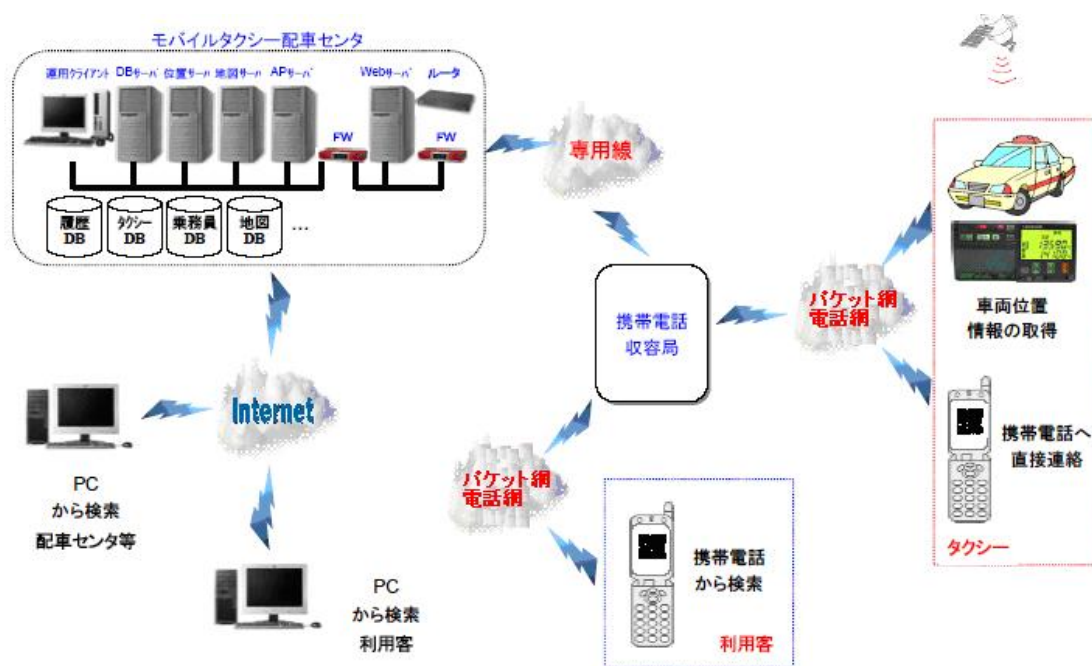 モバイルタクシー配車センタ
運用クライアント
DBサーバ
位置サーバ
地図サーバ
APサーバ
Webサーバ
ルータ
FW
FW
履歴
DB
タクシー
DB
乗務員
DB
地図
DB
…
専用線
携帯電話
収容局
パケット網
電話網
車両位置
情報の取得
携帯電話へ
直接連絡
タクシー
Internet
PC
から検索
配車センタ等
PC
から検索
利用客
パケット網
電話網
携帯電話
から検索
利用客